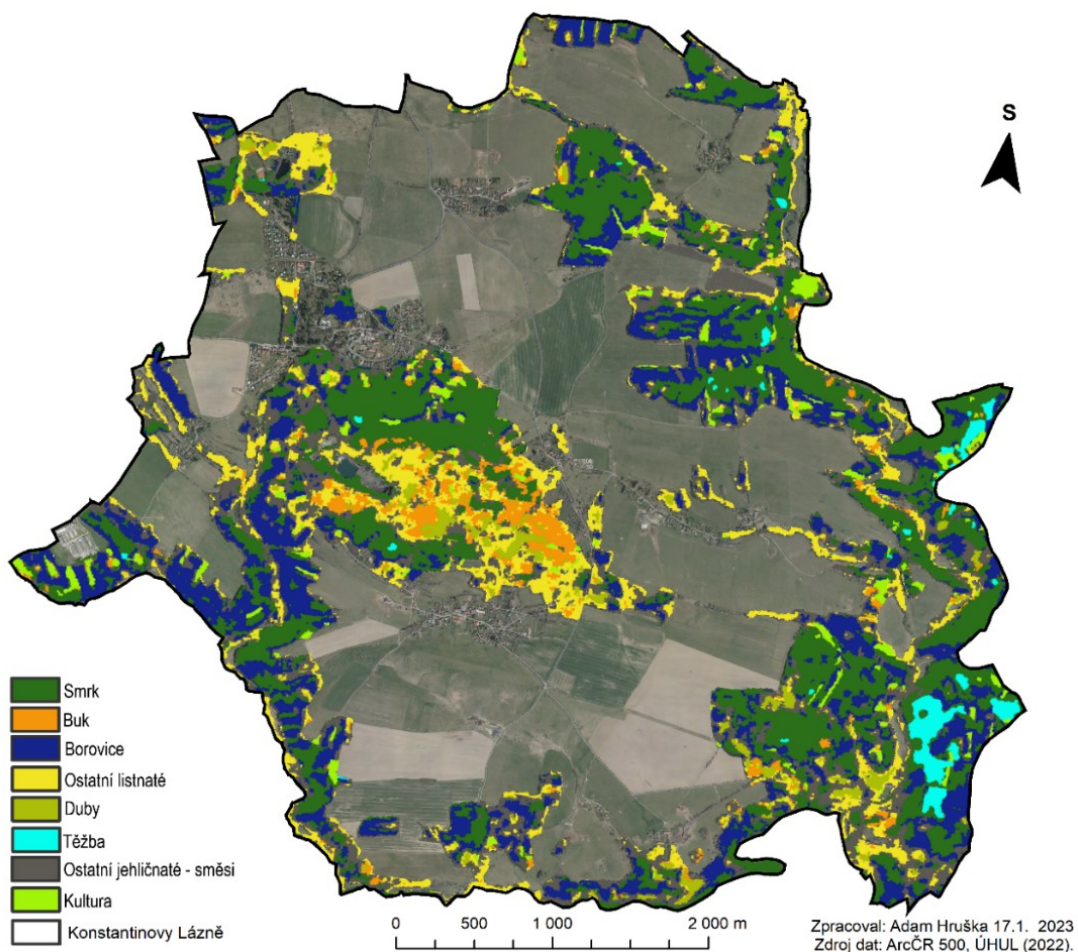 S
Smrk
Buk
Borovice
Ostatní listnaté
Duby
Těžba
Ostatní jehličnaté - směsi
Kultura
Konstantinovy Lázně
0 500 1 000 2 000 m
Zpracoval: Adam Hruška 17.1. 2023
Zdroj dat: ArcČR 500, ÚHUL (2022).